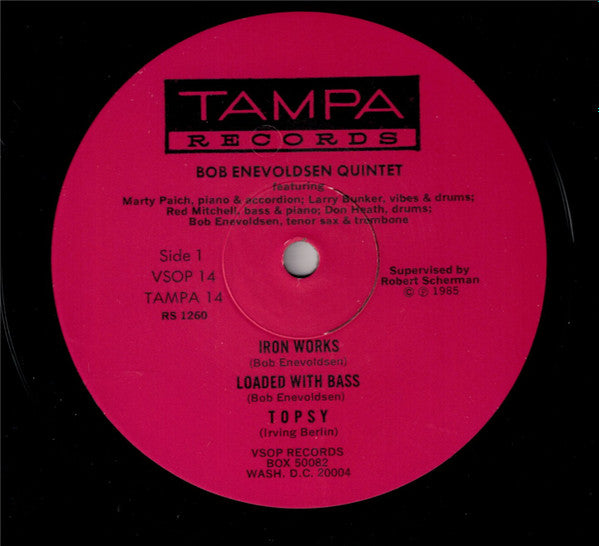 TAMPA
RECORDS
BOB ENEVOLDSEN QUINTET
featuring
Marty Paich, piano & accordion; Larry Bunker, vibes & drums;
Red Mitchell, bass & piano; Don Heath, drums;
Bob Enevoldsen, tenor sax & trombone
Side 1
VSOP 14
TAMPA 14
RS 1260
Supervised by
Robert Scherman
© ℗ 1985
IRON WORKS
(Bob Enevoldsen)
LOADED WITH BASS
(Bob Enevoldsen)
TOPSY
(Irving Berlin)
VSOP RECORDS
BOX 50082
WASH. D.C. 20004